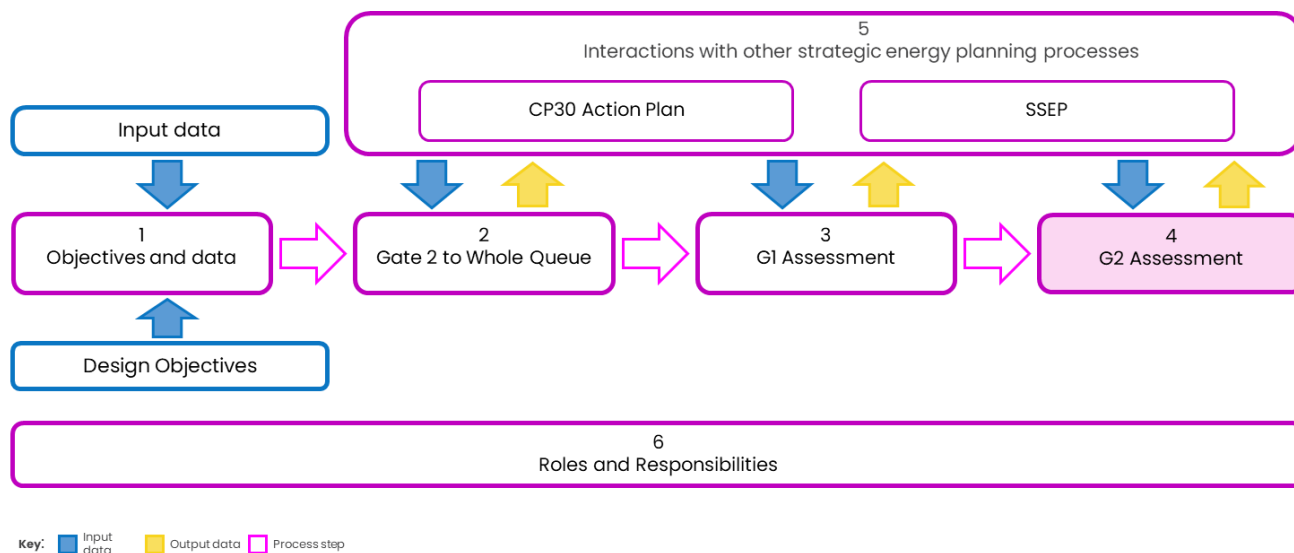 5
Interactions with other strategic energy planning processes
CP30 Action Plan
SSEP
Input data
1
Objectives and data
2
Gate 2 to Whole Queue
3
G1 Assessment
4
G2 Assessment
Design Objectives
6
Roles and Responsibilities
Key:
Input
data
Output data
Process step